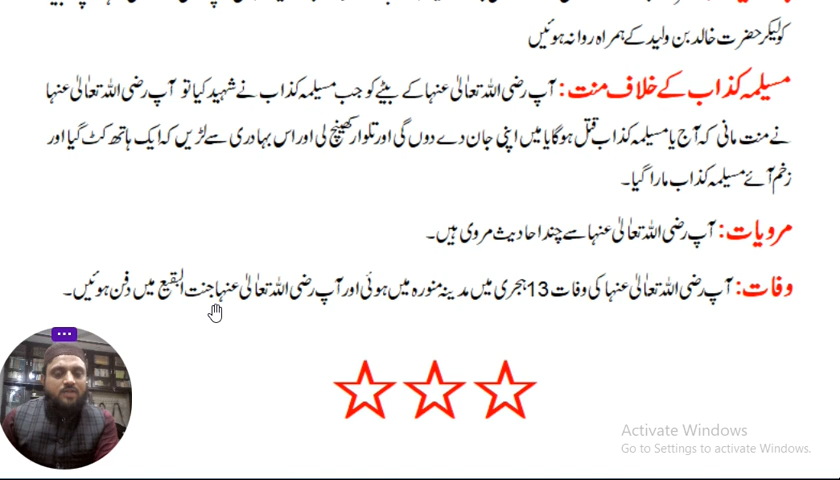 کولیکر حضرت خالد بن ولید کے ہمراہ روانہ ہوئیں
مسیلمہ کذاب کے خلاف منت: آپ رضی اللہ تعالیٰ عنہا کے بیٹے کو جب مسیلمہ کذاب نے شہید کیا تو آپ رضی اللہ تعالیٰ عنہا
نے منت مانی کہ آج یا مسیلمہ کذاب قتل ہوگا یا میں اپنی جان دے دوں گی اور تلوار کھینچ لی اور اس بہادری سے لڑیں کہ ایک ہاتھ کٹ گیا اور
زخم آئے مسیلمہ کذاب مارا گیا۔
مرویات: آپ رضی اللہ تعالیٰ عنہا سے چند احادیث مروی ہیں۔
وفات: آپ رضی اللہ تعالیٰ عنہا کی وفات 13 ہجری میں مدینہ منورہ میں ہوئی اور آپ رضی اللہ تعالیٰ عنہا جنت البقیع میں دفن ہوئیں۔
Activate Windows
Go to Settings to activate Windows.